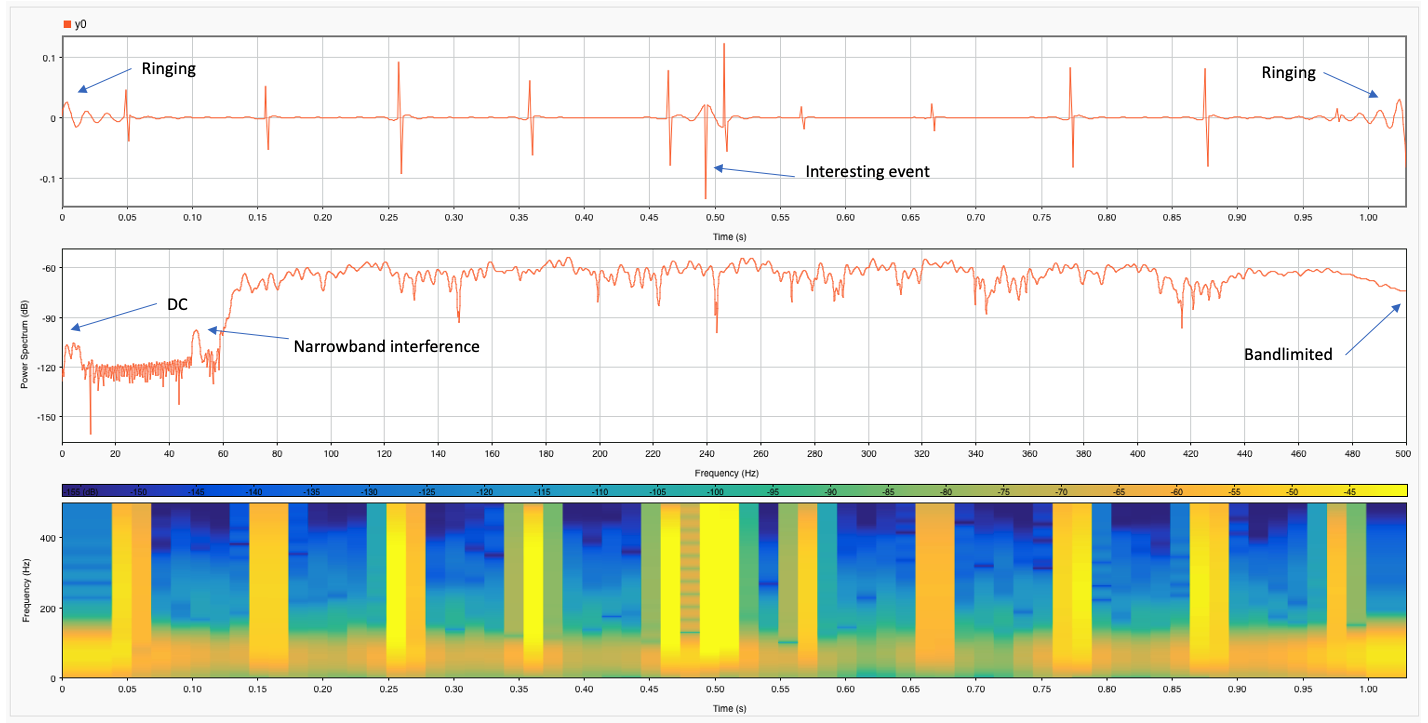 y0
0.1
0
-0.1
Ringing
Ringing
Interesting event
0 0.05 0.10 0.15 0.20 0.25 0.30 0.35 0.40 0.45 0.50 0.55 0.60 0.65 0.70 0.75 0.80 0.85 0.90 0.95 1.00
Time (s)
Power Spectrum (dB)
-60
-90
-120
-150
DC
Narrowband interference
Bandlimited
0 20 40 60 80 100 120 140 160 180 200 220 240 260 280 300 320 340 360 380 400 420 440 460 480 500
Frequency (Hz)
-155 (dB) -150 -145 -140 -135 -130 -125 -120 -115 -110 -105 -100 -95 -90 -85 -80 -75 -70 -65 -60 -55 -50 -45
Frequency (Hz)
400
200
0
0 0.05 0.10 0.15 0.20 0.25 0.30 0.35 0.40 0.45 0.50 0.55 0.60 0.65 0.70 0.75 0.80 0.85 0.90 0.95 1.00
Time (s)